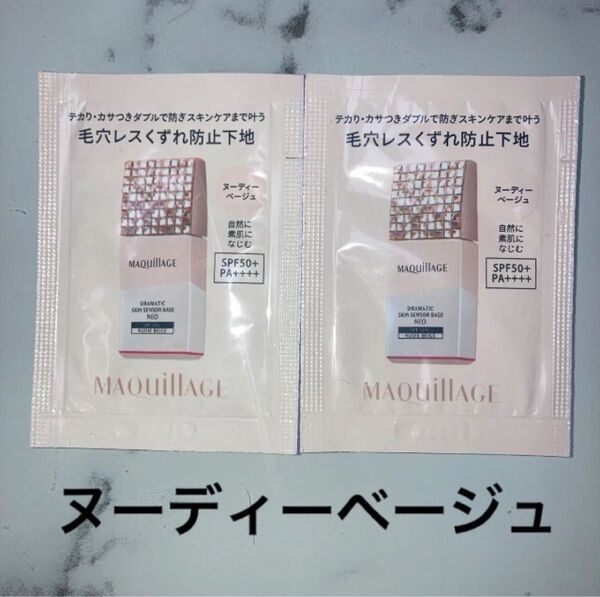 テカリ・カサつきダブルで防ぎスキンケアまで叶う
毛穴レスくずれ防止下地
ヌーディー
ベージュ
自然に
素肌に
なじむ
SPF50+
PA++++
MAQuillAGE
DRAMATIC
SKIN SENSOR BASE
NEO
NUDE BEIGE
MAQuillAGE
テカリ・カサつきダブルで防ぎスキンケアまで叶う
毛穴レスくずれ防止下地
ヌーディー
ベージュ
自然に
素肌に
なじむ
SPF50+
PA++++
MAQuillAGE
DRAMATIC
SKIN SENSOR BASE
NEO
NUDE BEIGE
MAQuillAGE
ヌーディーベージュ